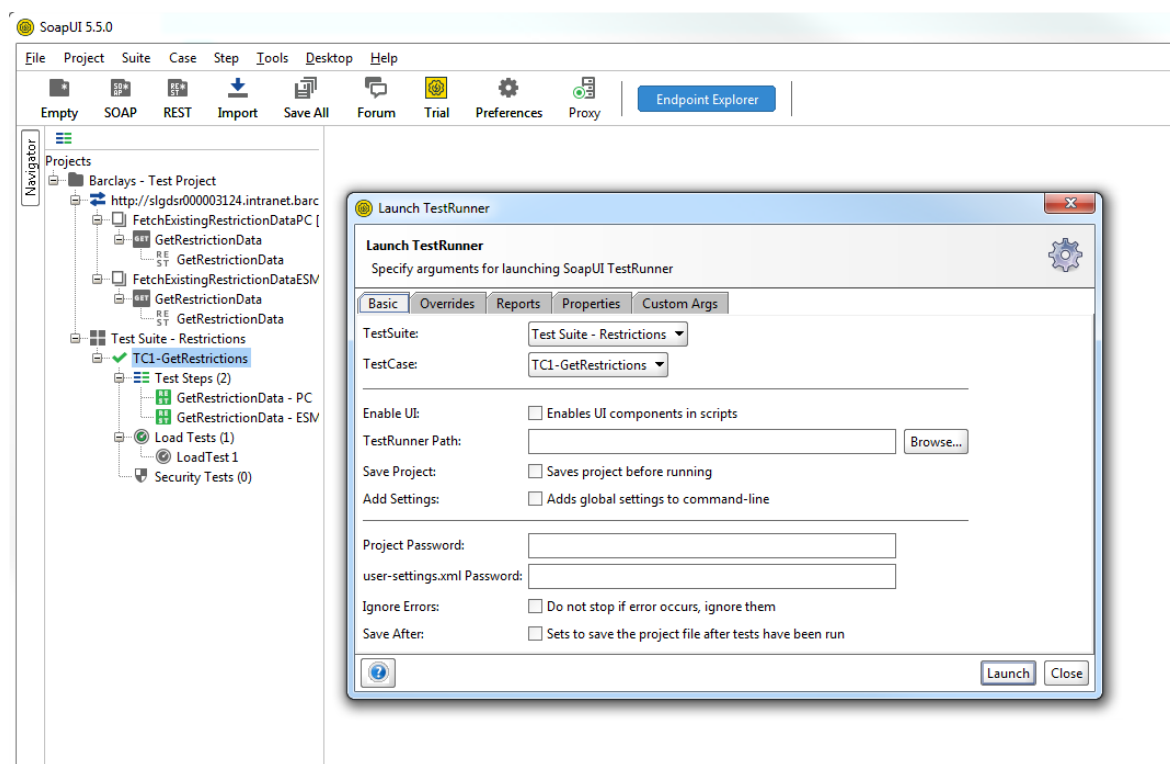 SoapUI 5.5.0
File Project Suite Case Step Tools Desktop Help
Empty SOAP REST Import Save All Forum Trial Preferences Proxy Endpoint Explorer
Navigator
Projects
Barclays - Test Project
http://slgdsr000003124.intranet.barc
FetchExistingRestrictionDataPC [
GET GetRestrictionData
REST GetRestrictionData
FetchExistingRestrictionDataESM
GET GetRestrictionData
REST GetRestrictionData
Test Suite - Restrictions
TC1-GetRestrictions
Test Steps (2)
REST GetRestrictionData - PC
REST GetRestrictionData - ESM
Load Tests (1)
LoadTest 1
Security Tests (0)
Launch TestRunner
Launch TestRunner
Specify arguments for launching SoapUI TestRunner
Basic Overrides Reports Properties Custom Args
TestSuite: Test Suite - Restrictions
TestCase: TC1-GetRestrictions
Enable UI: Enables UI components in scripts
TestRunner Path: Browse...
Save Project: Saves project before running
Add Settings: Adds global settings to command-line
Project Password:
user-settings.xml Password:
Ignore Errors: Do not stop if error occurs, ignore them
Save After: Sets to save the project file after tests have been run
? Launch Close